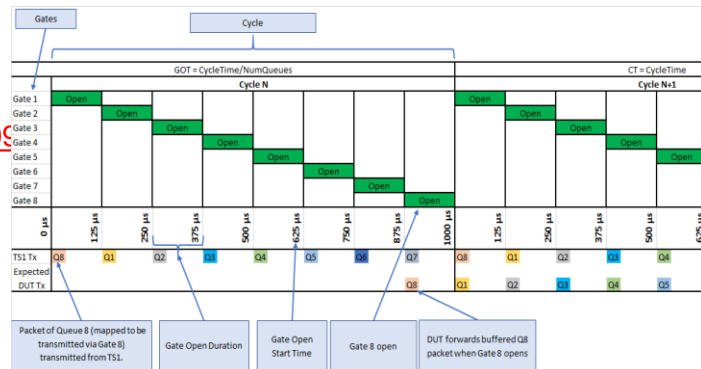 Gates
Cycle
GOT = CycleTime/NumQueues
CT = CycleTime
Cycle N
Cycle N+1
Gate 1 Open Open
Gate 2 Open Open
Gate 3 Open Open
Gate 4 Open Open
Gate 5 Open Open
Gate 6 Open
Gate 7 Open
Gate 8 Open
0 µs 125 µs 250 µs 375 µs 500 µs 625 µs 750 µs 875 µs 1000 µs 125 µs 250 µs 375 µs 500 µs
TS1 Tx Q8 Q1 Q2 Q3 Q4 Q5 Q6 Q7 Q8 Q1 Q2 Q3 Q4
Expected
DUT Tx Q8 Q1 Q2 Q3 Q4 Q5
Packet of Queue 8 (mapped to be
transmitted via Gate 8)
transmitted from TS1.
Gate Open Duration
Gate Open
Start Time
Gate 8 open
DUT forwards buffered Q8
packet when Gate 8 opens